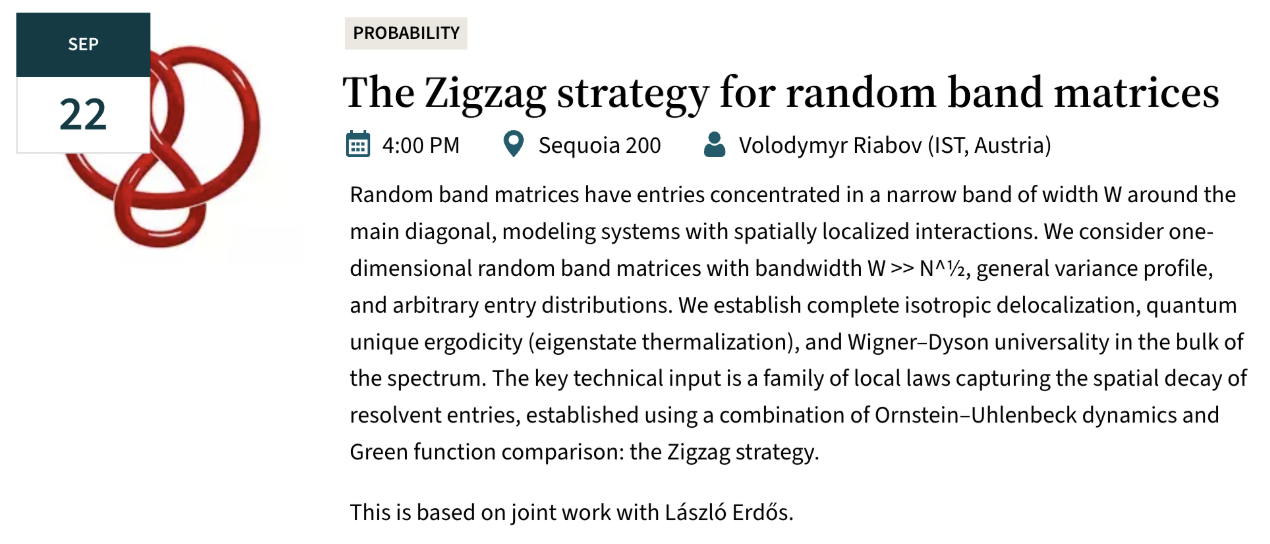 SEP
22
PROBABILITY
The Zigzag strategy for random band matrices
4:00 PM Sequoia 200 Volodymyr Riabov (IST, Austria)
Random band matrices have entries concentrated in a narrow band of width W around the
main diagonal, modeling systems with spatially localized interactions. We consider one-
dimensional random band matrices with bandwidth W >> N^½, general variance profile,
and arbitrary entry distributions. We establish complete isotropic delocalization, quantum
unique ergodicity (eigenstate thermalization), and Wigner–Dyson universality in the bulk of
the spectrum. The key technical input is a family of local laws capturing the spatial decay of
resolvent entries, established using a combination of Ornstein–Uhlenbeck dynamics and
Green function comparison: the Zigzag strategy.
This is based on joint work with László Erdős.